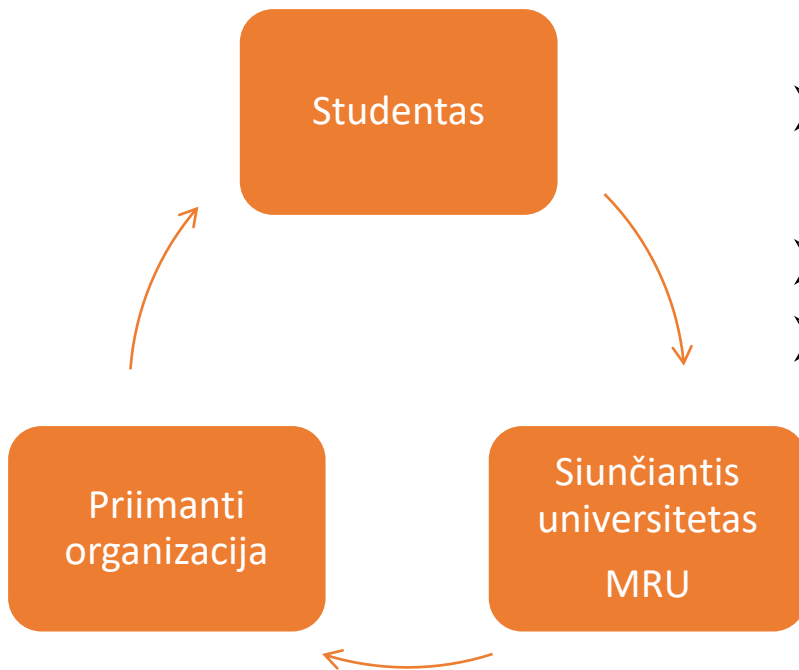 Studentas
Priimanti
organizacija
Siunčiantis
universitetas
MRU